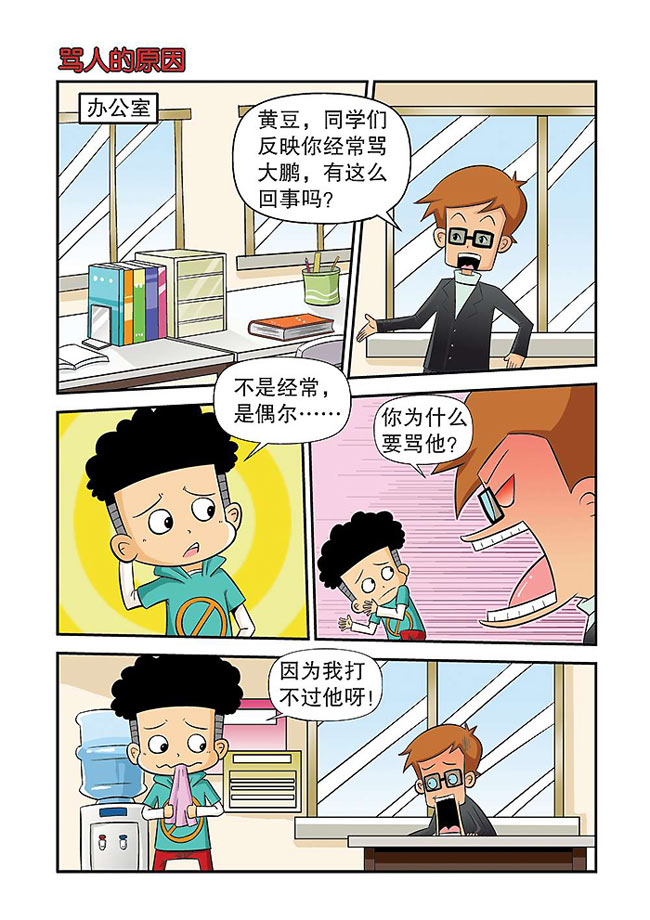 骂人的原因
办公室
黄豆，同学们
反映你经常骂
大鹏，有这么
回事吗？
不是经常，
是偶尔……
你为什么
要骂他？
因为我打
不过他呀！